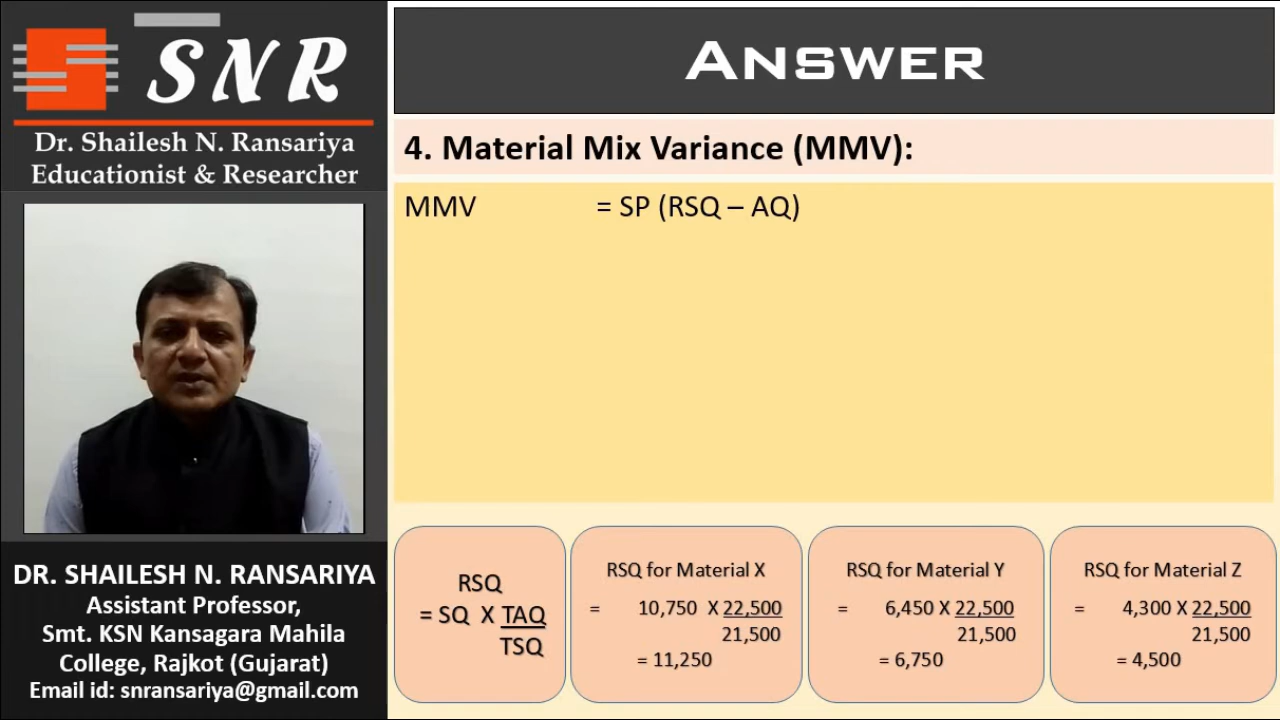 SNR
Dr. Shailesh N. Ransariya
Educationist & Researcher
DR. SHAILESH N. RANSARIYA
Assistant Professor,
Smt. KSN Kansagara Mahila
College, Rajkot (Gujarat)
Email id: snransariya@gmail.com
ANSWER
4. Material Mix Variance (MMV):
MMV = SP (RSQ – AQ)
RSQ
= SQ X TAQ
TSQ
RSQ for Material X
= 10,750 X 22,500
21,500
= 11,250
RSQ for Material Y
= 6,450 X 22,500
21,500
= 6,750
RSQ for Material Z
= 4,300 X 22,500
21,500
= 4,500